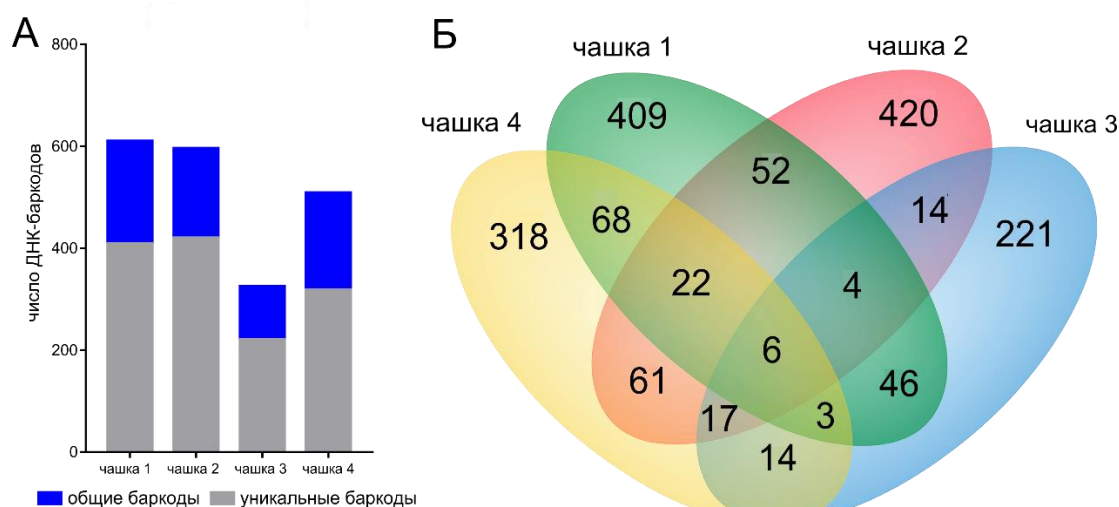 А
800
600
400
200
0
число ДНК-баркодов
чашка 1
чашка 2
чашка 3
чашка 4
общие баркоды
уникальные баркоды
Б
чашка 1
чашка 2
чашка 4
чашка 3
409
420
52
318
68
14
221
22
4
6
61
46
17
3
14